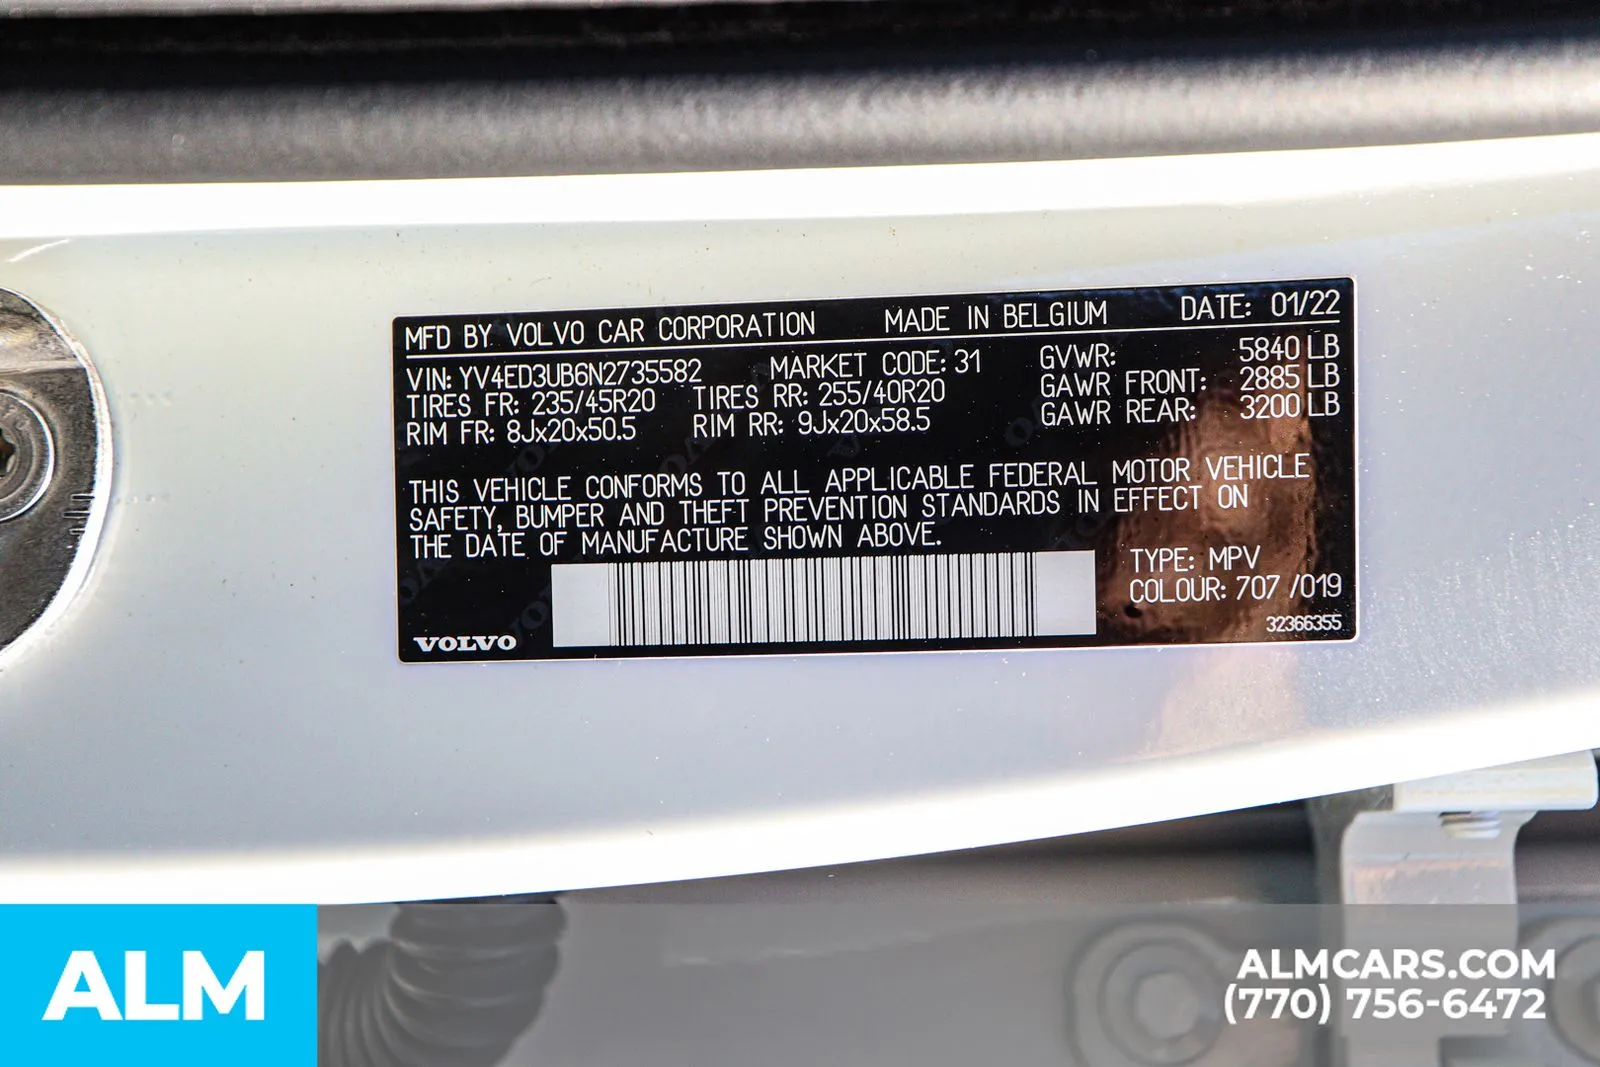 MFD BY VOLVO CAR CORPORATION MADE IN BELGIUM DATE: 01/22
VIN: YV4ED3UB6N2735582 MARKET CODE: 31 GVWR: 5840 LB
TIRES FR: 235/45R20 TIRES RR: 255/40R20 GAWR FRONT: 2885 LB
RIM FR: 8Jx20x50.5 RIM RR: 9Jx20x58.5 GAWR REAR: 3200 LB
THIS VEHICLE CONFORMS TO ALL APPLICABLE FEDERAL MOTOR VEHICLE
SAFETY, BUMPER AND THEFT PREVENTION STANDARDS IN EFFECT ON
THE DATE OF MANUFACTURE SHOWN ABOVE.
TYPE: MPV
COLOUR: 707 /019
VOLVO 32366355
ALM
ALMCARS.COM
(770) 756-6472